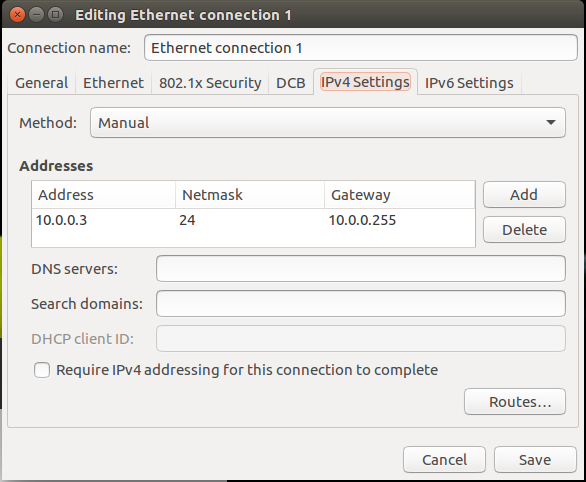 Editing Ethernet connection 1
Connection name: Ethernet connection 1
General Ethernet 802.1x Security DCB IPv4 Settings IPv6 Settings
Method: Manual
Addresses
Address Netmask Gateway Add
10.0.0.3 24 10.0.0.255
Delete
DNS servers:
Search domains:
DHCP client ID:
Require IPv4 addressing for this connection to complete
Routes...
Cancel Save